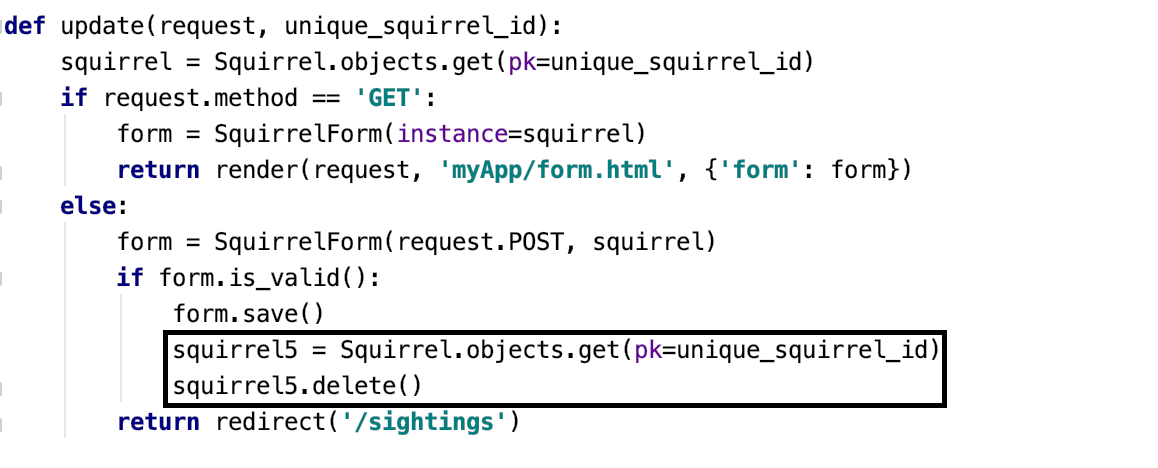 def update(request, unique_squirrel_id):
    squirrel = Squirrel.objects.get(pk=unique_squirrel_id)
    if request.method == 'GET':
        form = SquirrelForm(instance=squirrel)
        return render(request, 'myApp/form.html', {'form': form})
    else:
        form = SquirrelForm(request.POST, squirrel)
        if form.is_valid():
            form.save()
            squirrel5 = Squirrel.objects.get(pk=unique_squirrel_id)
            squirrel5.delete()
        return redirect('/sightings')